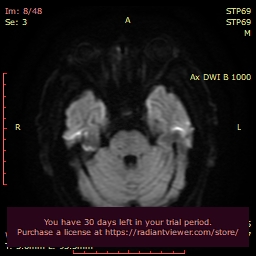 Im: 8/48
STP69
Se: 3
STP69
M
A
Ax DWI B 1000
R
L
You have 30 days left in your trial period.
Purchase a license at https://radiantviewer.com/store/